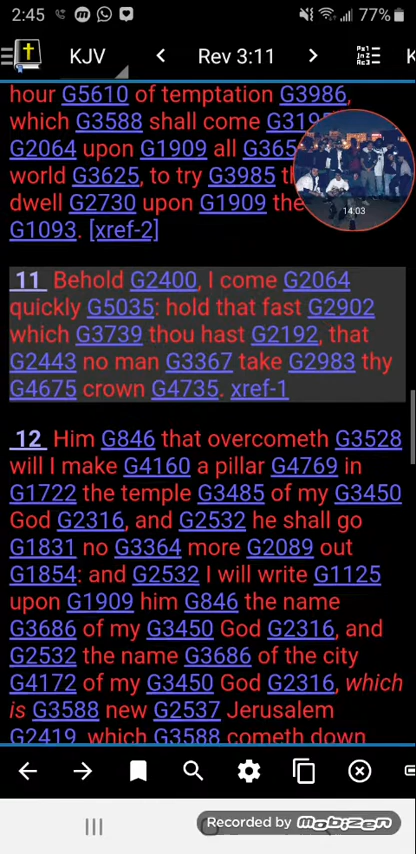 2:45 77%
KJV < Rev 3:11 > K
hour G5610 of temptation G3986,
which G3588 shall come
G2064 upon G1909 all
world G3625, to try G3985
dwell G2730 upon G1909 the
G1093. [xref-2]
14:03
11 Behold G2400, I come G2064
quickly G5035: hold that fast G2902
which G3739 thou hast G2192, that
G2443 no man G3367 take G2983 thy
G4675 crown G4735. xref-1
12 Him G846 that overcometh G3528
will I make G4160 a pillar G4769 in
G1722 the temple G3485 of my G3450
God G2316, and G2532 he shall go
G1831 no G3364 more G2089 out
G1854: and G2532 I will write G1125
upon G1909 him G846 the name
G3686 of my G3450 God G2316, and
G2532 the name G3686 of the city
G4172 of my G3450 God G2316, which
is G3588 new G2537 Jerusalem
G2419, which G3588 cometh down
Recorded by mobizen